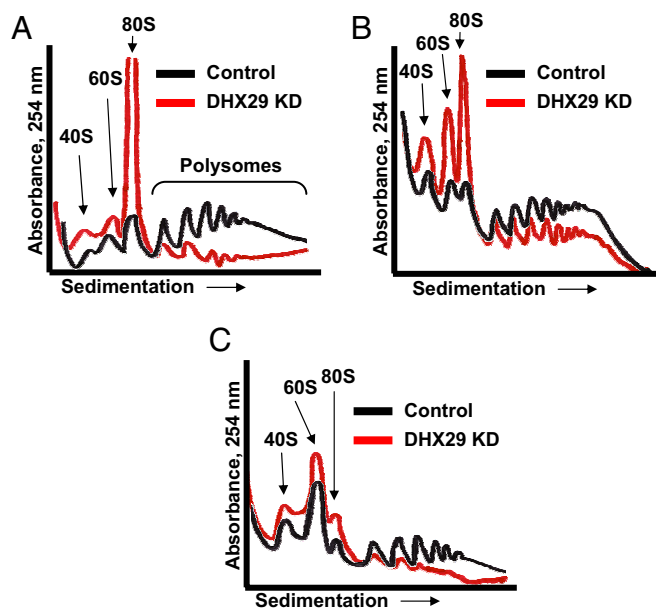 A
80S
60S
40S
Control
DHX29 KD
Polysomes
Absorbance, 254 nm
Sedimentation
B
80S
60S
40S
Control
DHX29 KD
Absorbance, 254 nm
Sedimentation
C
60S
80S
40S
Control
DHX29 KD
Absorbance, 254 nm
Sedimentation